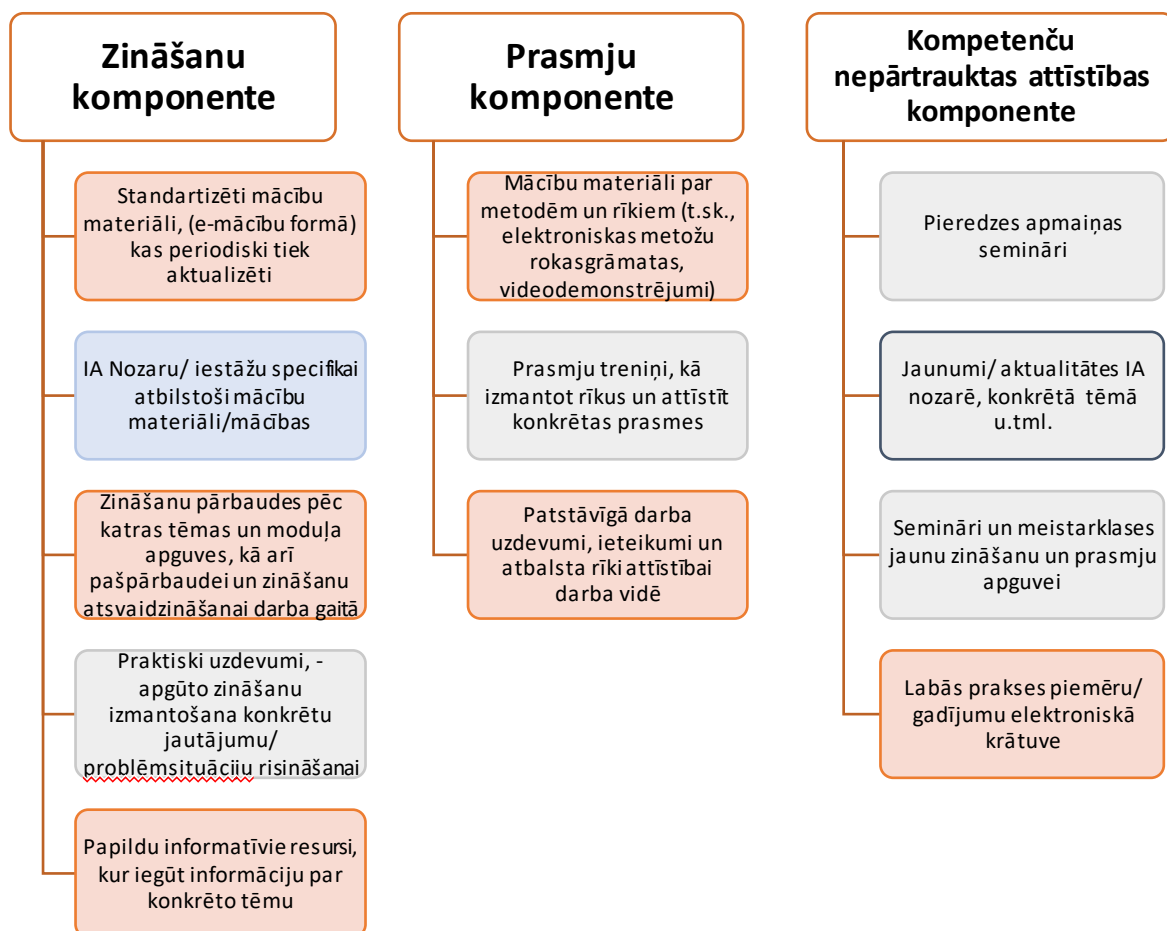 Zināšanu
komponente
Standartizēti mācību
materiāli, (e-mācību formā)
kas periodiski tiek
aktualizēti
IA Nozaru/ iestāžu specifikai
atbilstoši mācību
materiāli/mācības
Zināšanu pārbaudes pēc
katras tēmas un moduļa
apguves, kā arī
pašpārbaudei un zināšanu
atsvaidzināšanai darba gaitā
Praktiski uzdevumi, -
apgūto zināšanu
izmantošana konkrētu
jautājumu/
problēmsituāciju risināšanai
Papildu informatīvie resursi,
kur iegūt informāciju par
konkrēto tēmu
Prasmju
komponente
Mācību materiāli par
metodēm un rīkiem (t.sk.,
elektroniskas metožu
rokasgrāmatas,
videodemonstrējumi)
Prasmju treniņi, kā
izmantot rīkus un attīstīt
konkrētas prasmes
Patstāvīgā darba
uzdevumi, ieteikumi un
atbalsta rīki attīstībai
darba vidē
Kompetenču
nepārtrauktas attīstības
komponente
Pieredzes apmaiņas
semināri
Jaunumi/ aktualitātes IA
nozarē, konkrētā tēmā
u.tml.
Semināri un meistarklases
jaunu zināšanu un prasmju
apguvei
Labās prakses piemēru/
gadījumu elektroniskā
krātuve